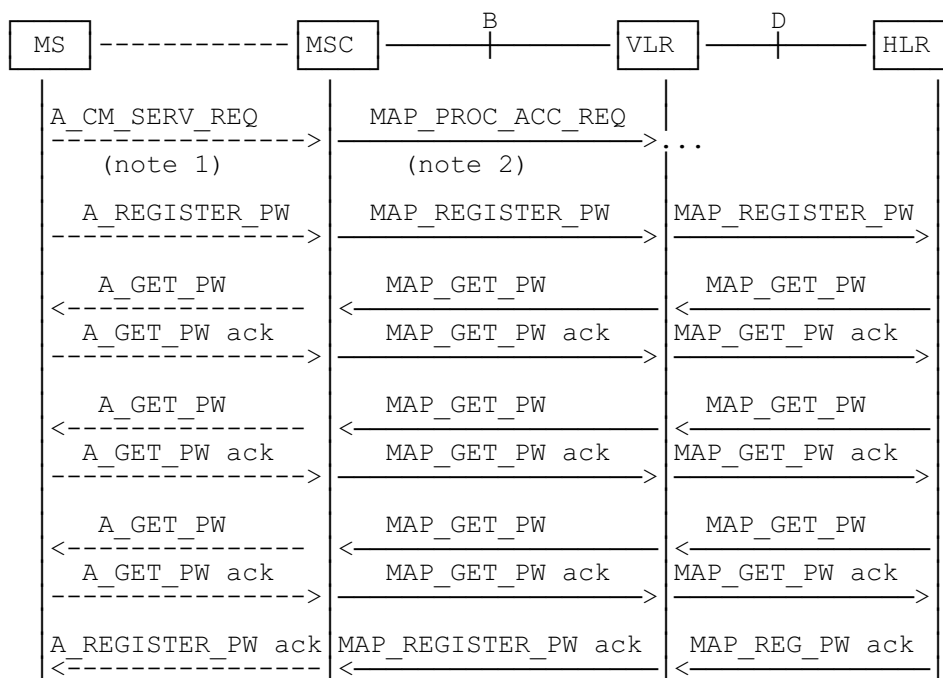 B D
MS MSC VLR HLR
A_CM_SERV_REQ MAP_PROC_ACC_REQ
...
(note 1) (note 2)
A_REGISTER_PW MAP_REGISTER_PW MAP_REGISTER_PW
A_GET_PW MAP_GET_PW MAP_GET_PW
A_GET_PW ack MAP_GET_PW ack MAP_GET_PW ack
A_GET_PW MAP_GET_PW MAP_GET_PW
A_GET_PW ack MAP_GET_PW ack MAP_GET_PW ack
A_GET_PW MAP_GET_PW MAP_GET_PW
A_GET_PW ack MAP_GET_PW ack MAP_GET_PW ack
A_REGISTER_PW ack MAP_REGISTER_PW ack MAP_REG_PW ack